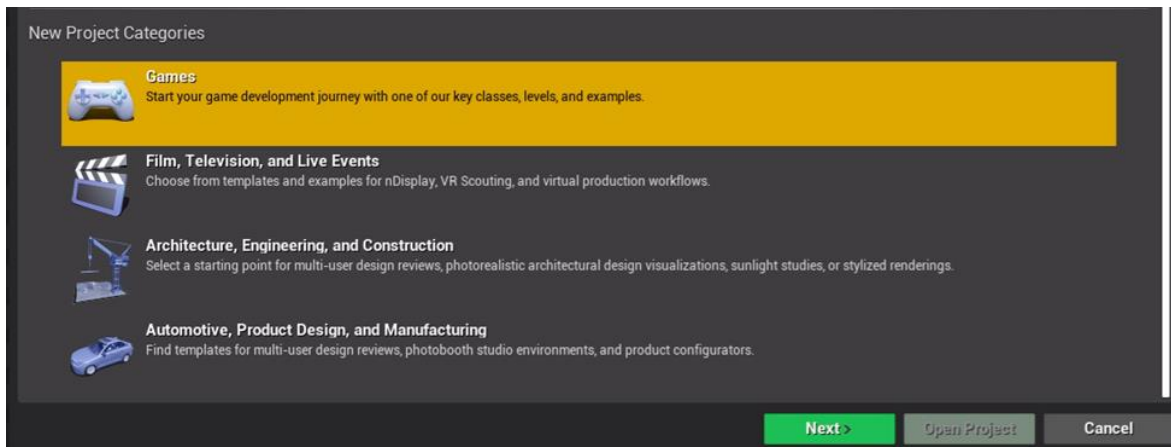 New Project Categories
Games
Start your game development journey with one of our key classes, levels, and examples.
Film, Television, and Live Events
Choose from templates and examples for nDisplay, VR Scouting, and virtual production workflows.
Architecture, Engineering, and Construction
Select a starting point for multi-user design reviews, photorealistic architectural design visualizations, sunlight studies, or stylized renderings.
Automotive, Product Design, and Manufacturing
Find templates for multi-user design reviews, photobooth studio environments, and product configurators.
Next > Open Project Cancel